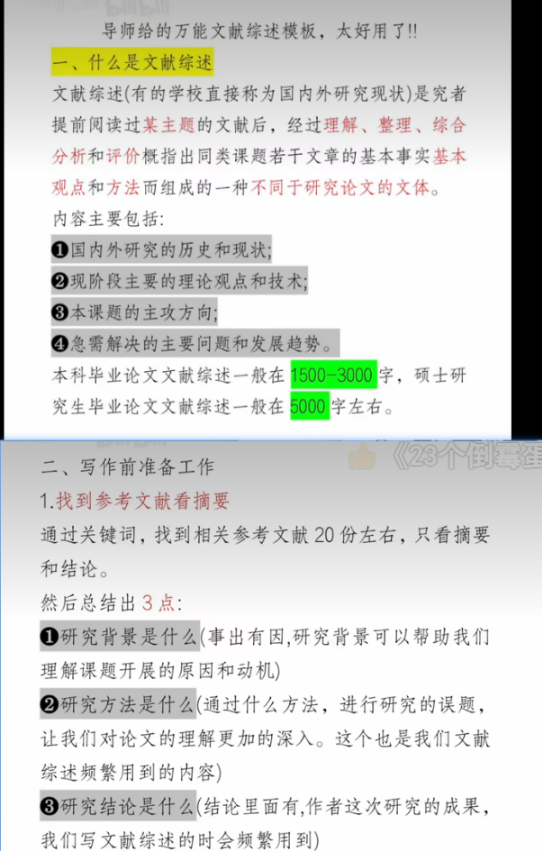 导师给的万能文献综述模板，太好用了!!
一、什么是文献综述
文献综述(有的学校直接称为国内外研究现状)是究者
提前阅读过某主题的文献后，经过理解、整理、综合
分析和评价概指出同类课题若干文章的基本事实基本
观点和方法而组成的一种不同于研究论文的文体。
内容主要包括:
❶国内外研究的历史和现状;
❷现阶段主要的理论观点和技术;
❸本课题的主攻方向;
❹急需解决的主要问题和发展趋势。
本科毕业论文文献综述一般在1500-3000字，硕士研
究生毕业论文文献综述一般在5000字左右。
《23个倒霉蛋
二、写作前准备工作
1.找到参考文献看摘要
通过关键词，找到相关参考文献20份左右，只看摘要
和结论。
然后总结出3点:
❶研究背景是什么(事出有因,研究背景可以帮助我们
理解课题开展的原因和动机)
❷研究方法是什么(通过什么方法，进行研究的误题，
让我们对论文的理解更加的深入。这个也是我们文献
综述频繁用到的内容)
❸研究结论是什么(结论里面有,作者这次研究的成果，
我们写文献综述的时会频繁用到)